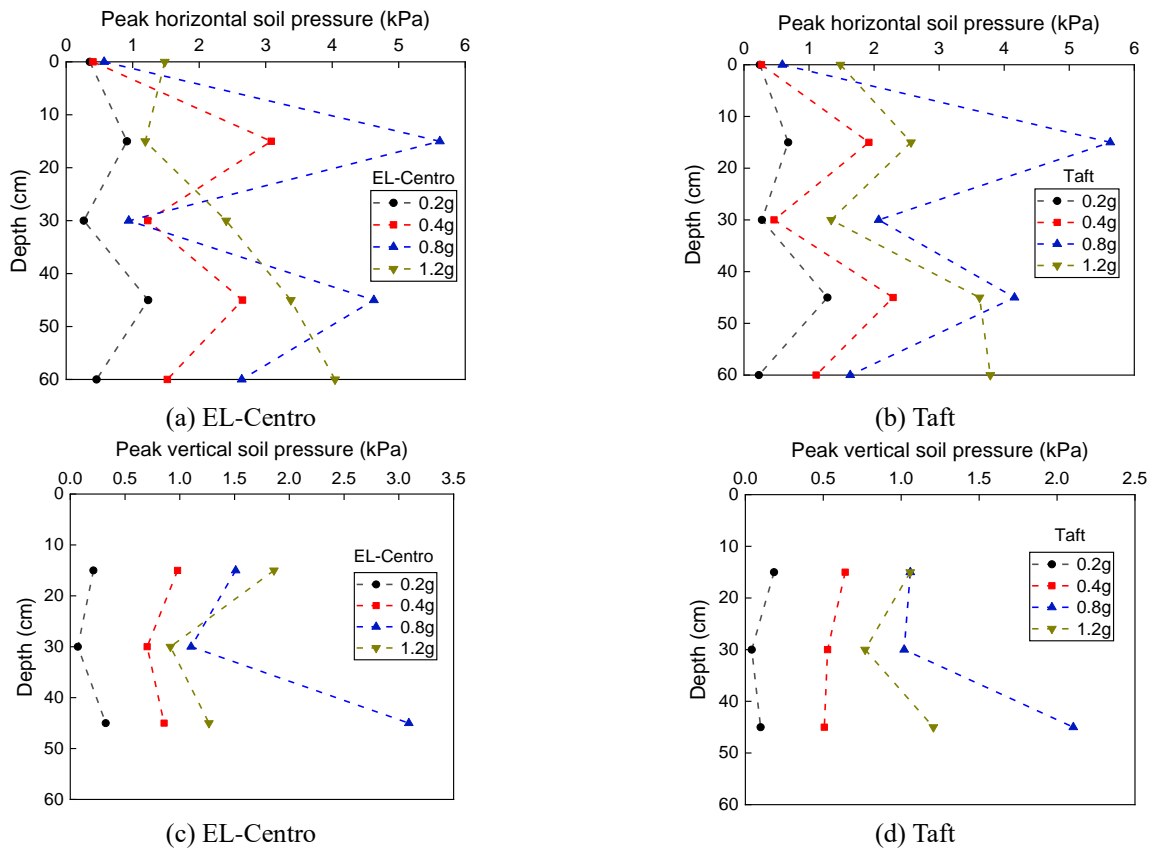 Peak horizontal soil pressure (kPa)
0 1 2 3 4 5 6
0
10
20
30
40
50
60
Depth (cm)
EL-Centro
0.2g
0.4g
0.8g
1.2g
(a) EL-Centro
Peak horizontal soil pressure (kPa)
0 1 2 3 4 5 6
0
10
20
30
40
50
60
Depth (cm)
Taft
0.2g
0.4g
0.8g
1.2g
(b) Taft
Peak vertical soil pressure (kPa)
0.0 0.5 1.0 1.5 2.0 2.5 3.0 3.5
0
10
20
30
40
50
60
Depth (cm)
EL-Centro
0.2g
0.4g
0.8g
1.2g
(c) EL-Centro
Peak vertical soil pressure (kPa)
0.0 0.5 1.0 1.5 2.0 2.5
0
10
20
30
40
50
60
Depth (cm)
Taft
0.2g
0.4g
0.8g
1.2g
(d) Taft